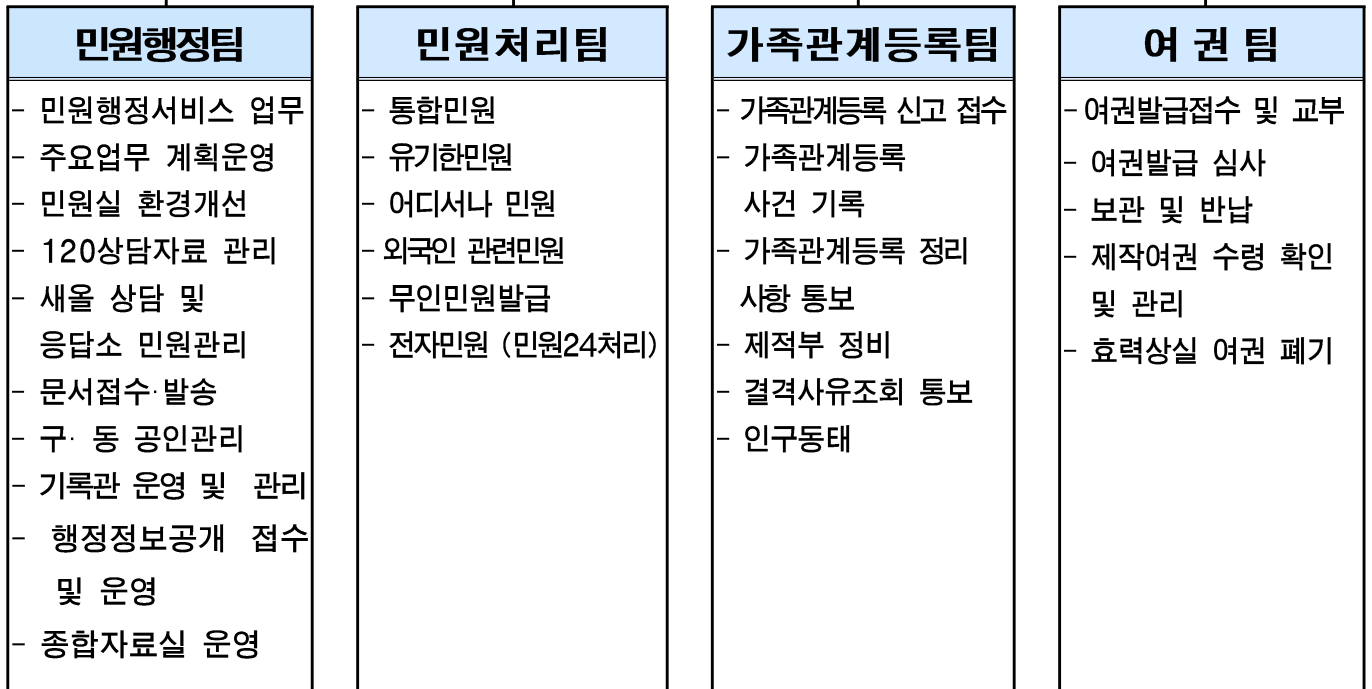 민원행정팀
- 민원행정서비스 업무
- 주요업무 계획운영
- 민원실 환경개선
- 120상담자료 관리
- 새올 상담 및
응답소 민원관리
- 문서접수·발송
- 구· 동 공인관리
- 기록관 운영 및 관리
- 행정정보공개 접수
및 운영
- 종합자료실 운영
민원처리팀
- 통합민원
- 유기한민원
- 어디서나 민원
- 외국인 관련민원
- 무인민원발급
- 전자민원 (민원24처리)
가족관계등록팀
- 가족관계등록 신고 접수
- 가족관계등록
사건 기록
- 가족관계등록 정리
사항 통보
- 제적부 정비
- 결격사유조회 통보
- 인구동태
여 권 팀
- 여권발급접수 및 교부
- 여권발급 심사
- 보관 및 반납
- 제작여권 수령 확인
및 관리
- 효력상실 여권 폐기